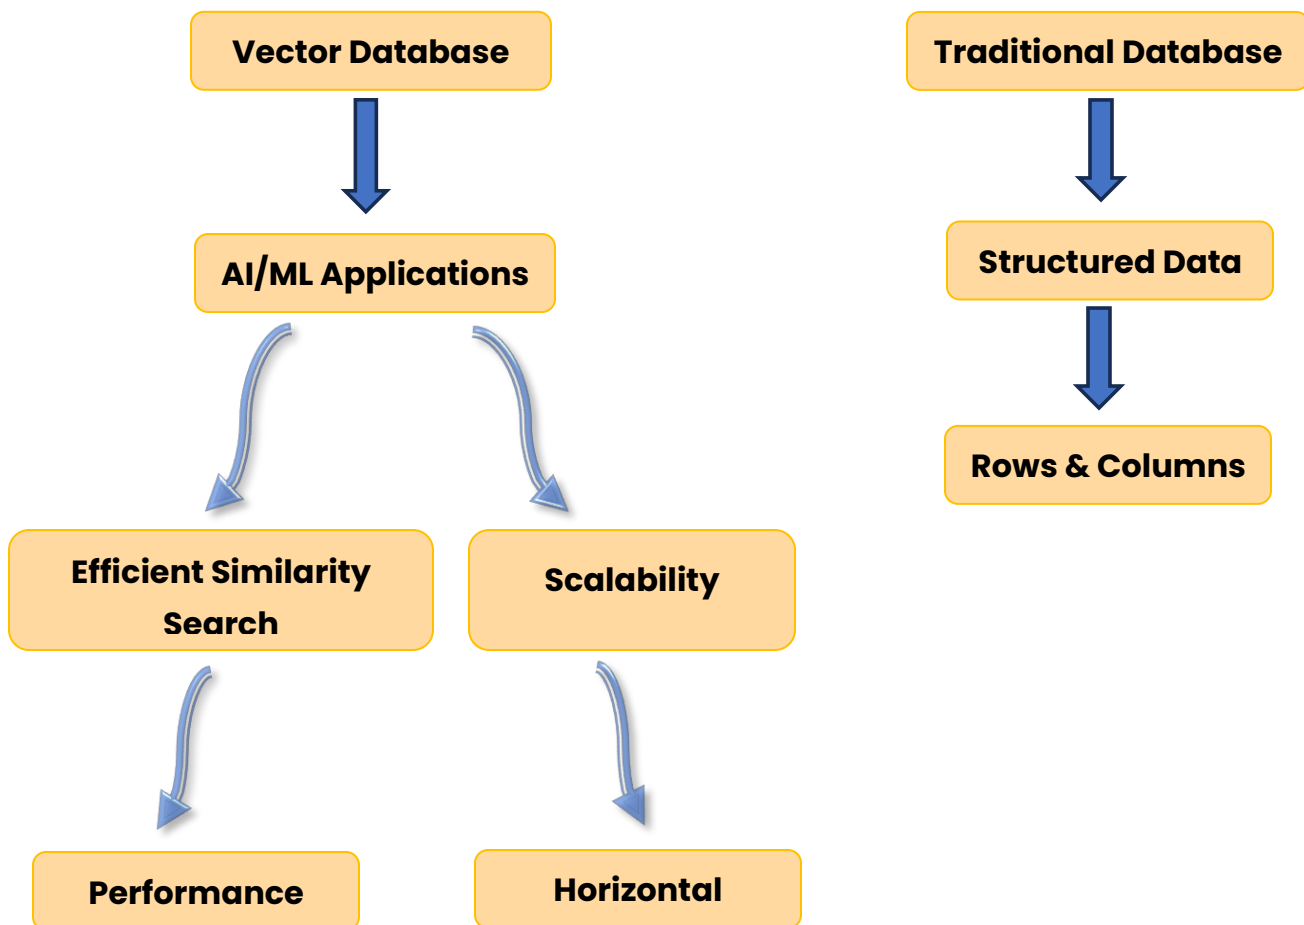 Vector Database
Traditional Database
AI/ML Applications
Structured Data
Rows & Columns
Efficient Similarity
Search
Scalability
Performance
Horizontal